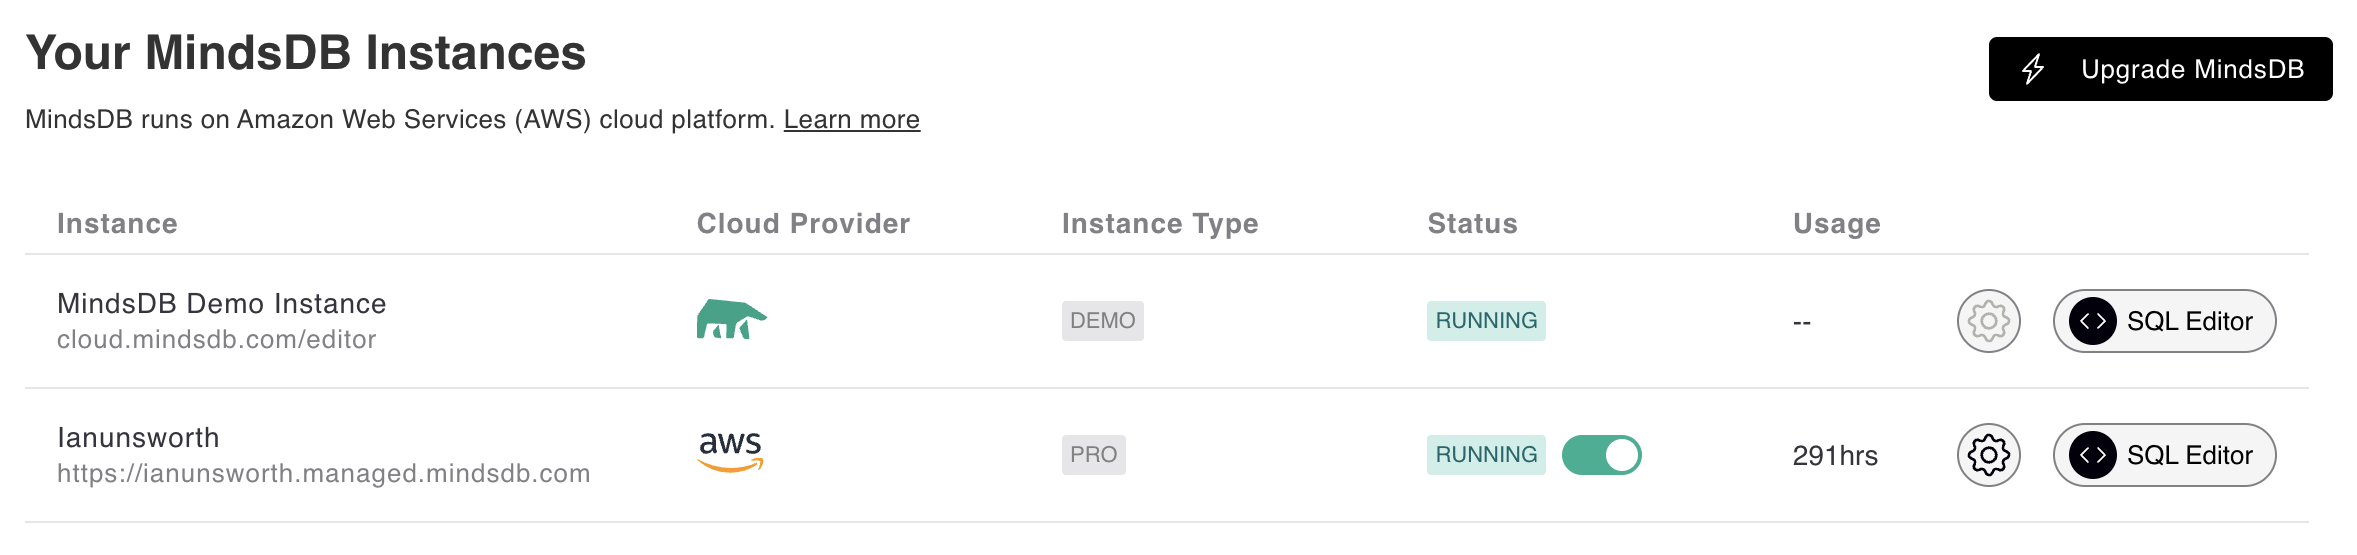 Your MindsDB Instances
Upgrade MindsDB
MindsDB runs on Amazon Web Services (AWS) cloud platform. Learn more
Instance Cloud Provider Instance Type Status Usage
MindsDB Demo Instance
cloud.mindsdb.com/editor
DEMO RUNNING -- SQL Editor
Ianunsworth
https://ianunsworth.managed.mindsdb.com
aws PRO RUNNING 291hrs SQL Editor